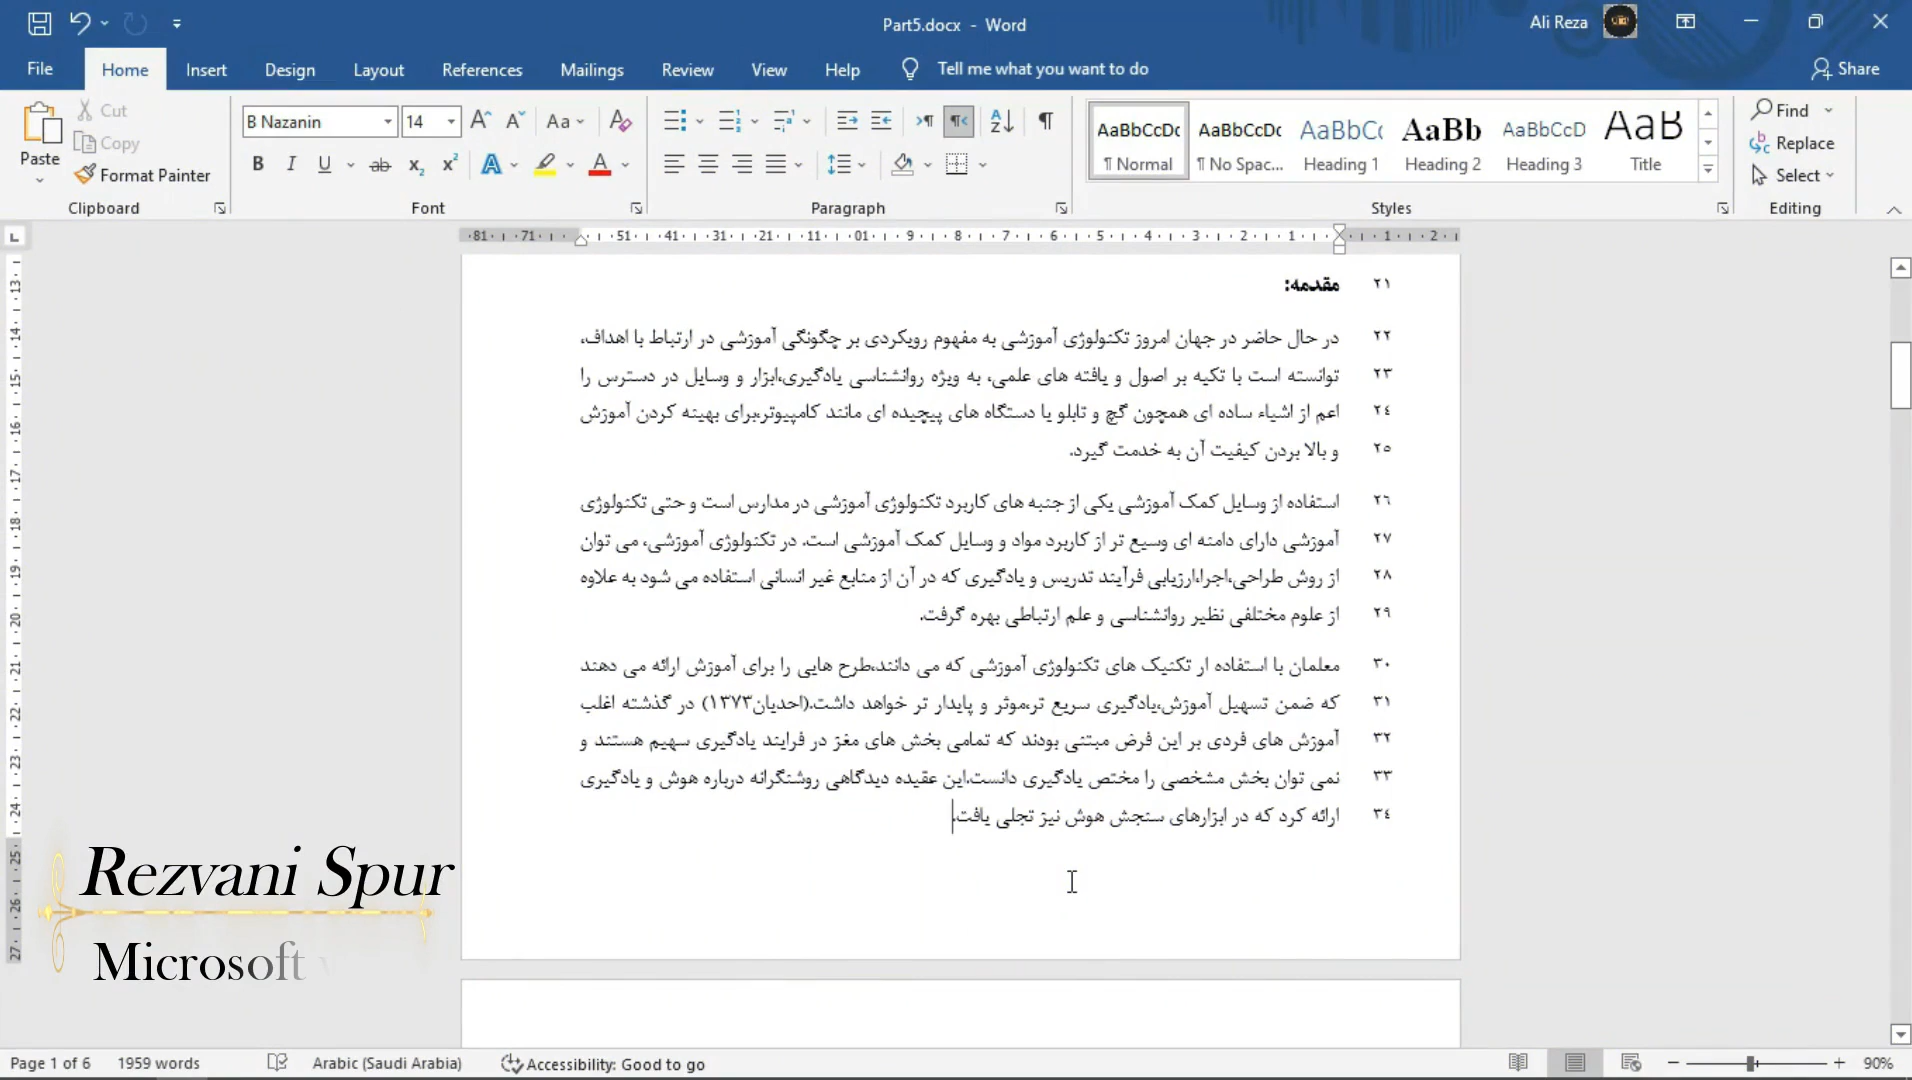 Part5.docx - Word
Ali Reza
File Home Insert Design Layout References Mailings Review View Help Tell me what you want to do Share
Paste
Cut
Copy
Format Painter
Clipboard
B Nazanin 14
Font
Paragraph
AaBbCcDc AaBbCcDc AaBbCc AaBb AaBbCcD AaB
¶ Normal ¶ No Spac... Heading 1 Heading 2 Heading 3 Title
Styles
Find
Replace
Select
Editing
۲۱ مقدمه:
۲۲ در حال حاضر در جهان امروز تکنولوژی آموزشی به مفهوم رویکردی بر چگونگی آموزشی در ارتباط با اهداف،
۲۳ توانسته است با تکیه بر اصول و یافته های علمی، به ویژه روانشناسی یادگیری،ابزار و وسایل در دسترس را
٢٤ اعم از اشیاء ساده ای همچون گچ و تابلو یا دستگاه های پیچیده ای مانند کامپیوتر،برای بهینه کردن آموزش
٢٥ و بالا بردن کیفیت آن به خدمت گیرد.
٢٦ استفاده از وسایل کمک آموزشی یکی از جنبه های کاربرد تکنولوژی آموزشی در مدارس است و حتی تکنولوژی
۲۷ آموزشی دارای دامنه ای وسیع تر از کاربرد مواد و وسایل کمک آموزشی است. در تکنولوژی آموزشی، می توان
۲۸ از روش طراحی،اجرا،ارزیابی فرآیند تدریس و یادگیری که در آن از منابع غیر انسانی استفاده می شود به علاوه
۲۹ از علوم مختلفی نظیر روانشناسی و علم ارتباطی بهره گرفت.
۳۰ معلمان با استفاده ار تکنیک های تکنولوژی آموزشی که می دانند،طرح هایی را برای آموزش ارائه می دهند
۳۱ که ضمن تسهیل آموزش،یادگیری سریع تر،موثر و پایدار تر خواهد داشت.(احدیان۱۳۷۳) در گذشته اغلب
۳۲ آموزش های فردی بر این فرض مبتنی بودند که تمامی بخش های مغز در فرایند یادگیری سهیم هستند و
۳۳ نمی توان بخش مشخصی را مختص یادگیری دانست.این عقیده دیدگاهی روشنگرانه درباره هوش و یادگیری
٣٤ ارائه کرد که در ابزارهای سنجش هوش نیز تجلی یافت.
Rezvani Spur
Microsoft
Page 1 of 6 1959 words Arabic (Saudi Arabia) Accessibility: Good to go 90%